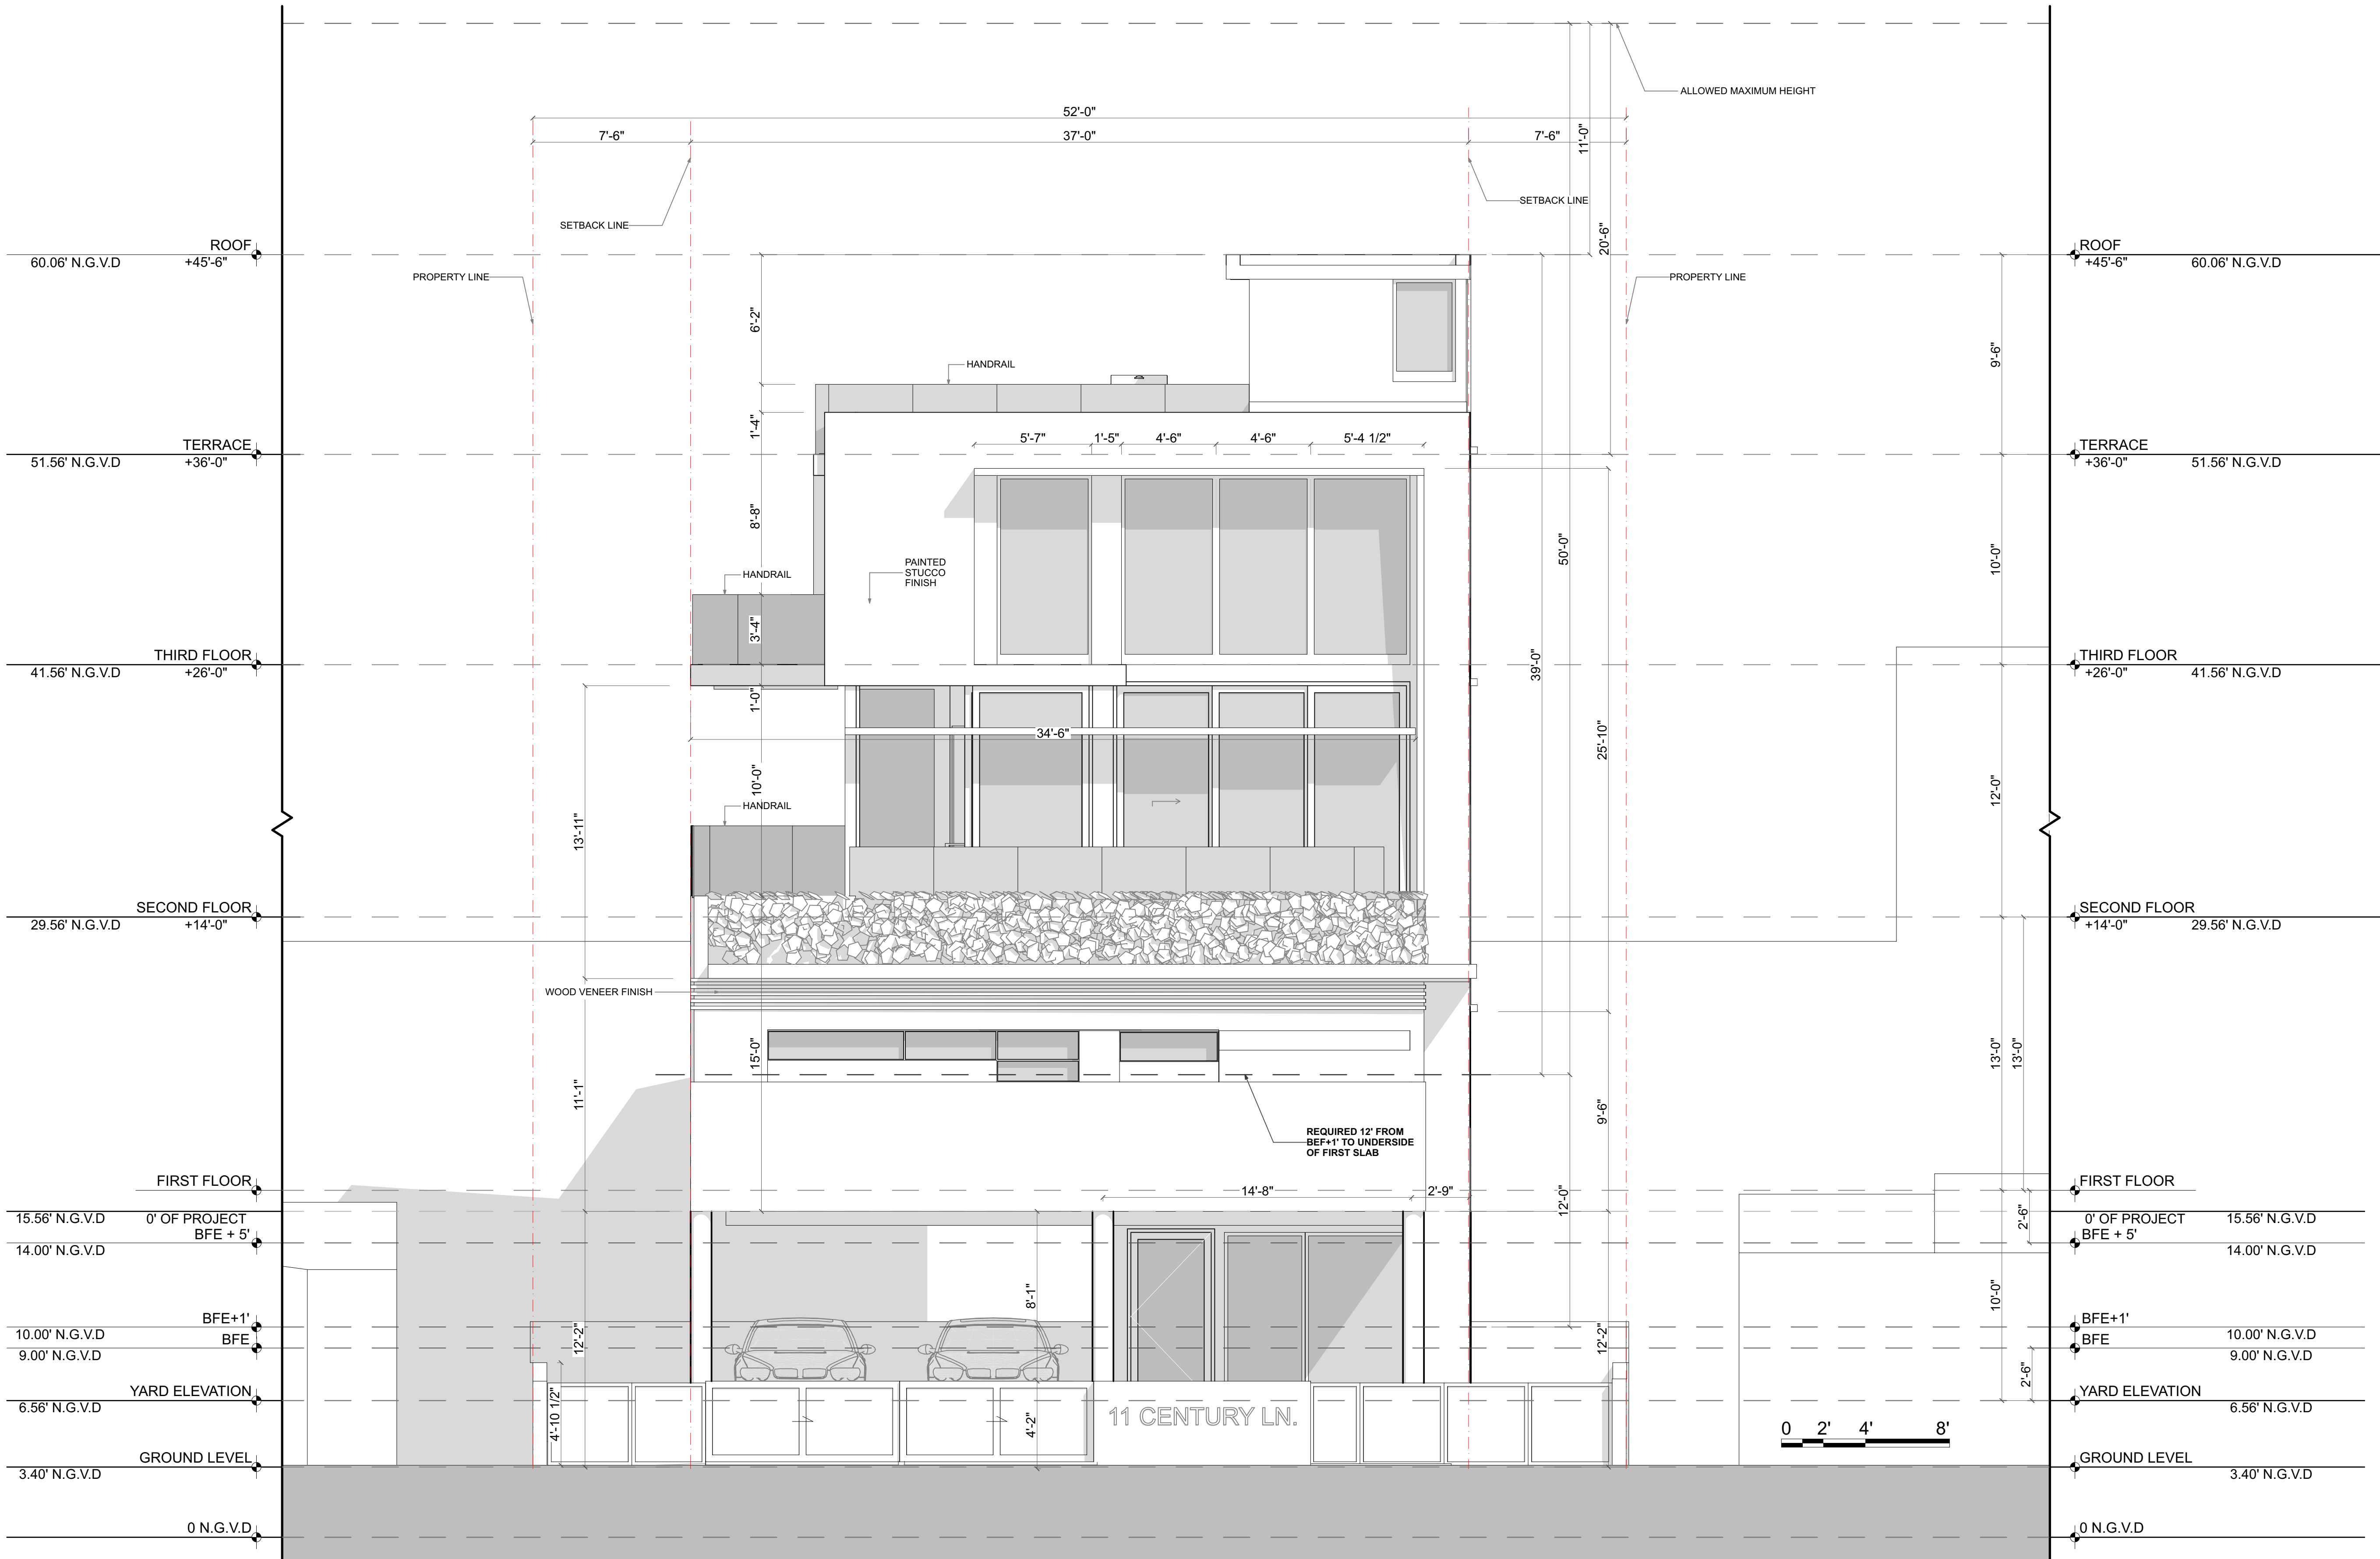 ALLOWED MAXIMUM HEIGHT
52'-0"
7'-6"
37'-0"
7'-6"
11'-0"
SETBACK LINE
SETBACK LINE
20'-6"
ROOF
60.06' N.G.V.D
+45'-6"
ROOF
+45'-6"
60.06' N.G.V.D
PROPERTY LINE
PROPERTY LINE
6'-2"
9'-6"
HANDRAIL
1'-4"
5'-7"
1'-5"
4'-6"
4'-6"
5'-4 1/2"
TERRACE
51.56' N.G.V.D
+36'-0"
TERRACE
+36'-0"
51.56' N.G.V.D
8'-8"
50'-0"
10'-0"
PAINTED
STUCCO
FINISH
HANDRAIL
3'-4"
39'-0"
THIRD FLOOR
41.56' N.G.V.D
+26'-0"
THIRD FLOOR
+26'-0"
41.56' N.G.V.D
1'-0"
34'-6"
25'-10"
10'-0"
12'-0"
HANDRAIL
13'-11"
SECOND FLOOR
29.56' N.G.V.D
+14'-0"
SECOND FLOOR
+14'-0"
29.56' N.G.V.D
WOOD VENEER FINISH
15'-0"
13'-0"
13'-0"
11'-1"
9'-6"
REQUIRED 12' FROM
BEF+1' TO UNDERSIDE
OF FIRST SLAB
FIRST FLOOR
FIRST FLOOR
14'-8"
2'-9"
12'-0"
15.56' N.G.V.D
0' OF PROJECT
0' OF PROJECT
15.56' N.G.V.D
2'-6"
BFE + 5'
14.00' N.G.V.D
BFE + 5'
14.00' N.G.V.D
8'-1"
10'-0"
BFE+1'
10.00' N.G.V.D
BFE+1'
10.00' N.G.V.D
12'-2"
12'-2"
BFE
9.00' N.G.V.D
BFE
9.00' N.G.V.D
2'-6"
YARD ELEVATION
6.56' N.G.V.D
YARD ELEVATION
6.56' N.G.V.D
4'-10 1/2"
4'-2"
11 CENTURY LN.
0 2' 4' 8'
GROUND LEVEL
3.40' N.G.V.D
GROUND LEVEL
3.40' N.G.V.D
0 N.G.V.D
0 N.G.V.D